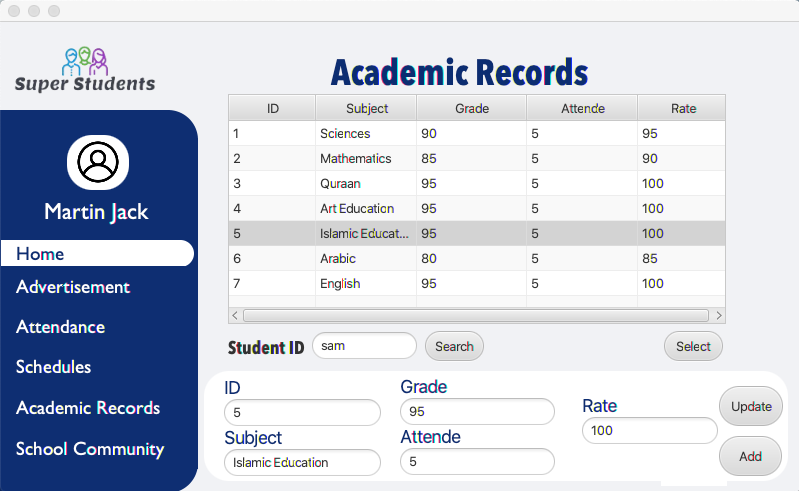 Super Students
Martin Jack
Home
Advertisement
Attendance
Schedules
Academic Records
School Community
Academic Records
ID Subject Grade Attende Rate
1 Sciences 90 5 95
2 Mathematics 85 5 90
3 Quraan 95 5 100
4 Art Education 95 5 100
5 Islamic Educat... 95 5 100
6 Arabic 80 5 85
7 English 95 5 100
Student ID sam Search Select
ID
5
Subject
Islamic Education
Grade
95
Attende
5
Rate
100
Update
Add